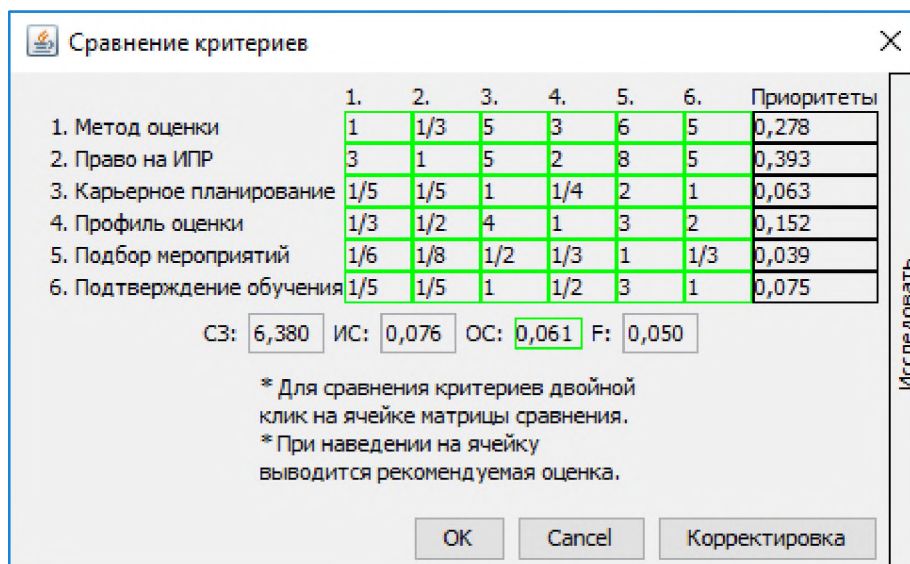 Сравнение критериев
1. 2. 3. 4. 5. 6. Приоритеты
1. Метод оценки 1 1/3 5 3 6 5 0,278
2. Право на ИПР 3 1 5 2 8 5 0,393
3. Карьерное планирование 1/5 1/5 1 1/4 2 1 0,063
4. Профиль оценки 1/3 1/2 4 1 3 2 0,152
5. Подбор мероприятий 1/6 1/8 1/2 1/3 1 1/3 0,039
6. Подтверждение обучения 1/5 1/5 1 1/2 3 1 0,075
СЗ: 6,380 ИС: 0,076 ОС: 0,061 F: 0,050
* Для сравнения критериев двойной
клик на ячейке матрицы сравнения.
* При наведении на ячейку
выводится рекомендуемая оценка.
OK Cancel Корректировка
Исследовать